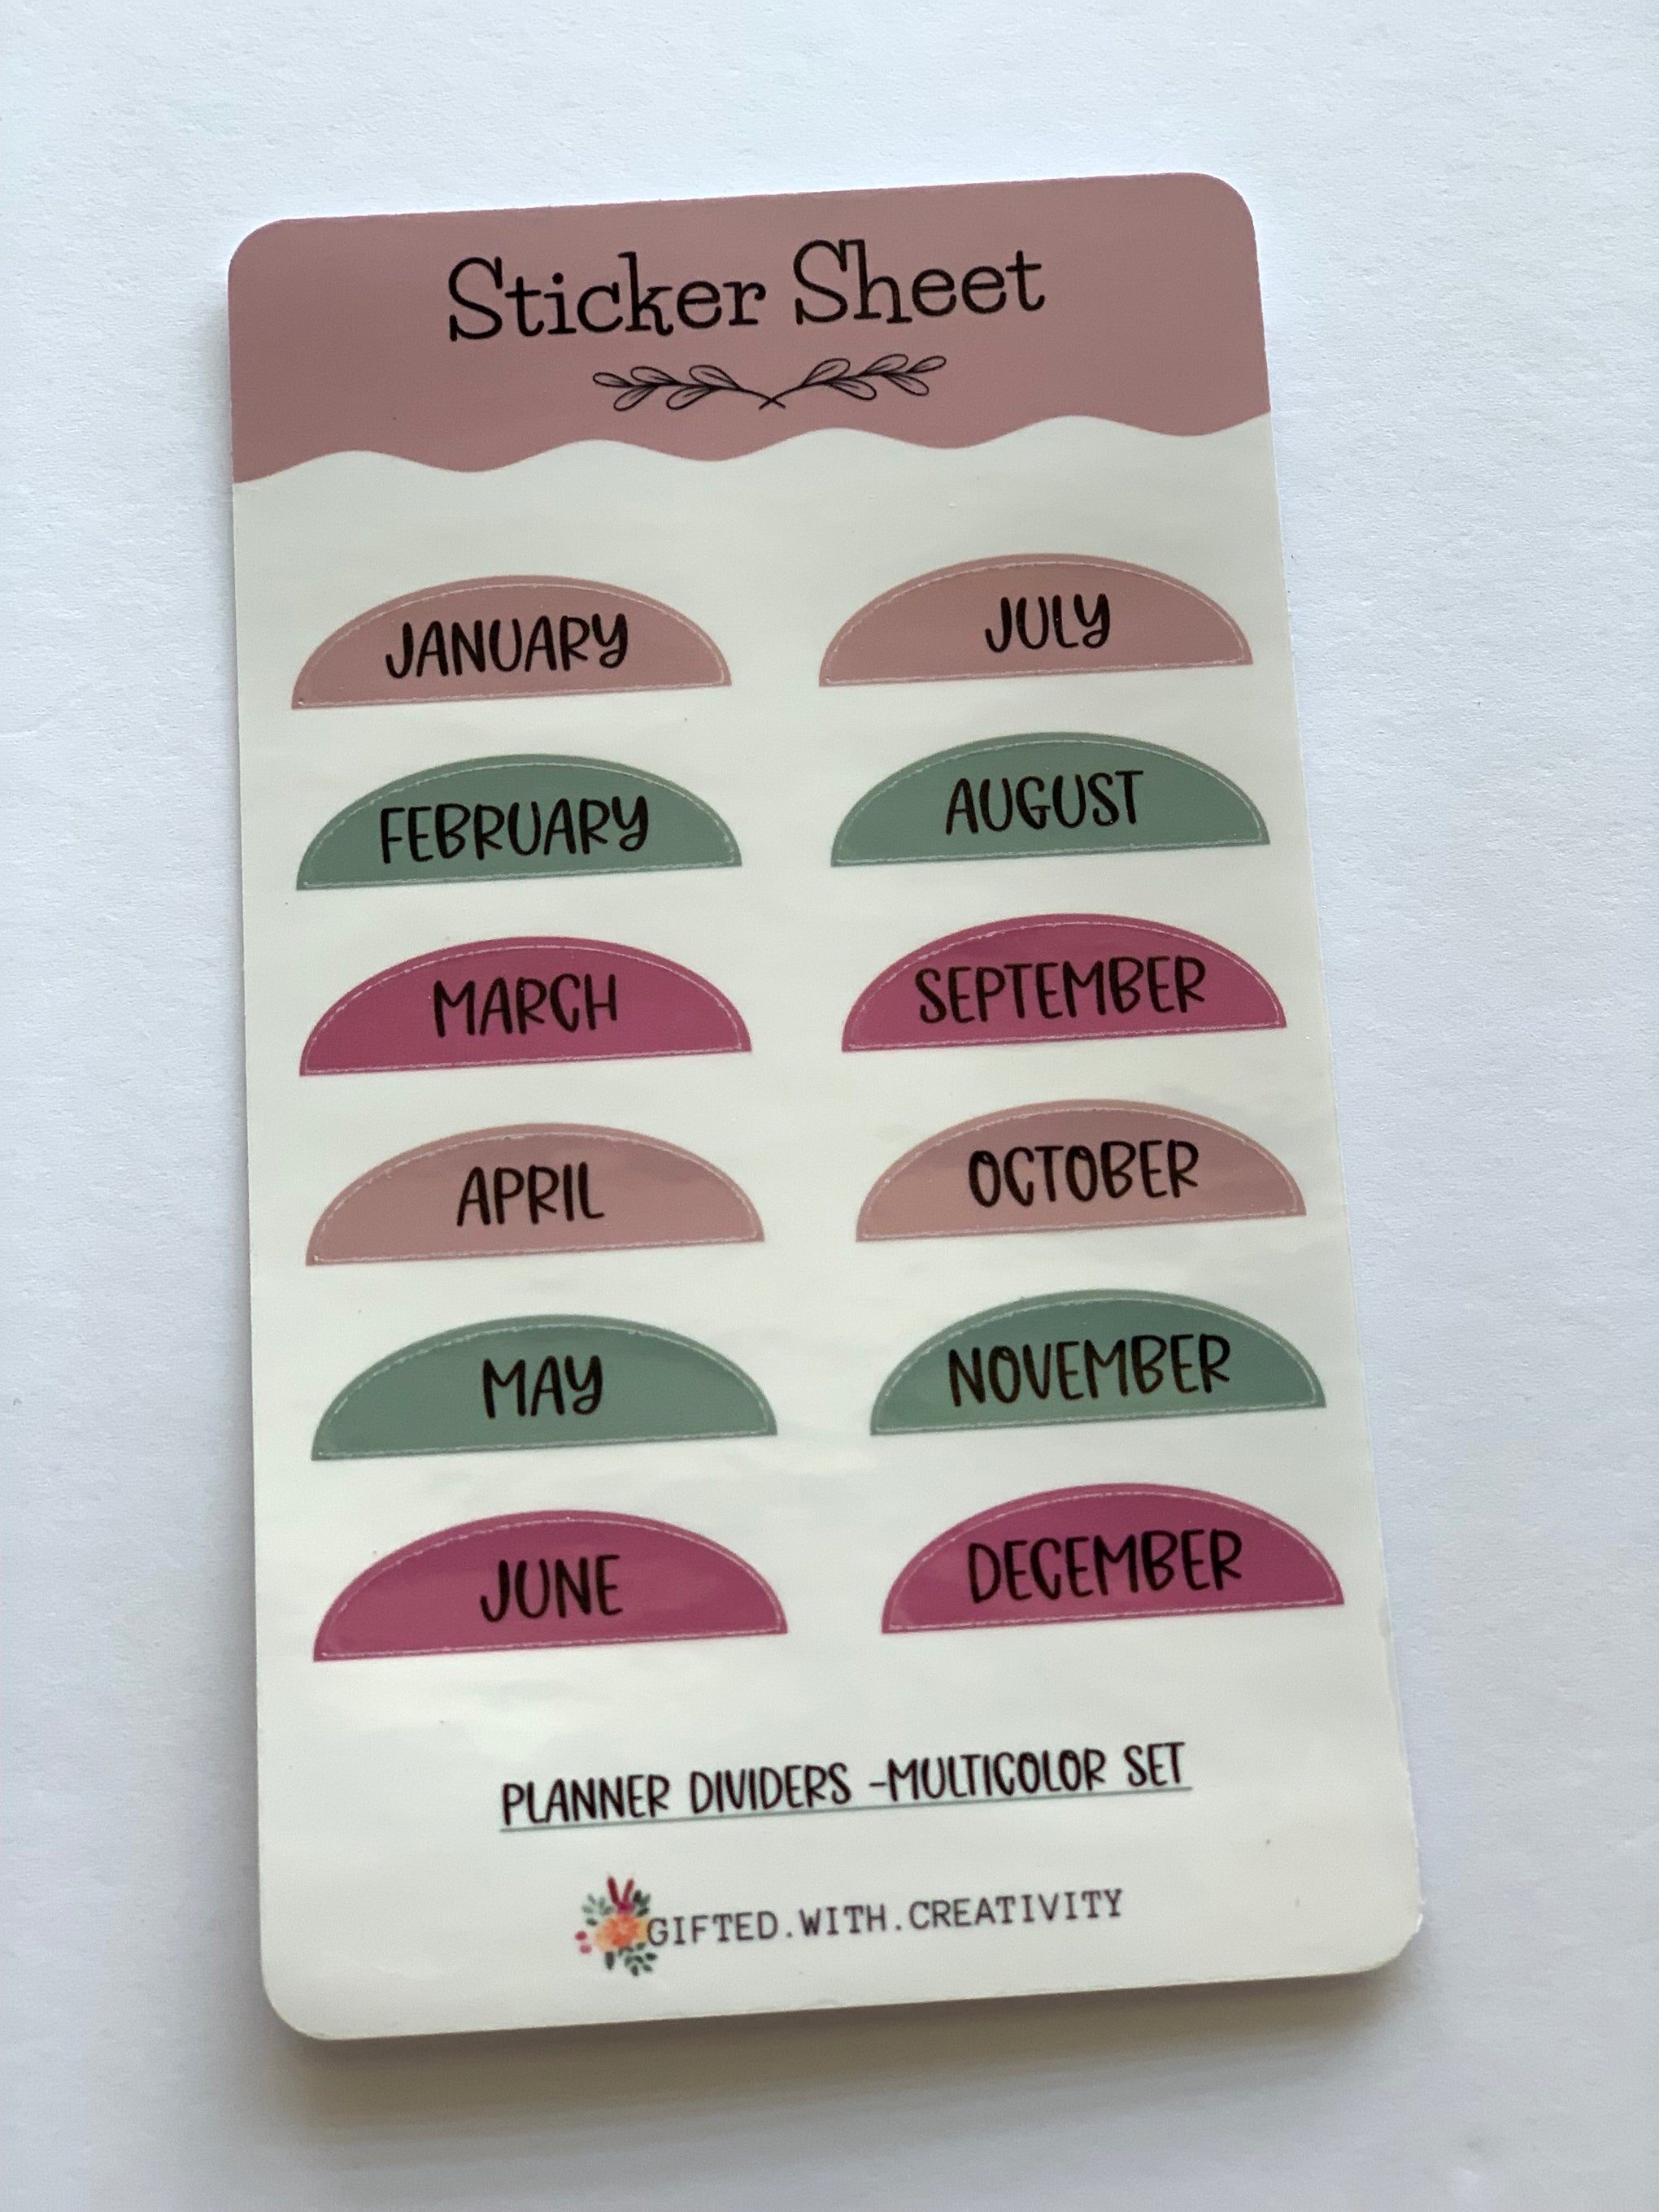 Sticker Sheet
JANUARY
FEBRUARY
MARCH
APRIL
MAY
JUNE
JULY
AUGUST
SEPTEMBER
OCTOBER
NOVEMBER
DECEMBER
PLANNER DIVIDERS -MULTICOLOR SET
GIFTED.WITH.CREATIVITY